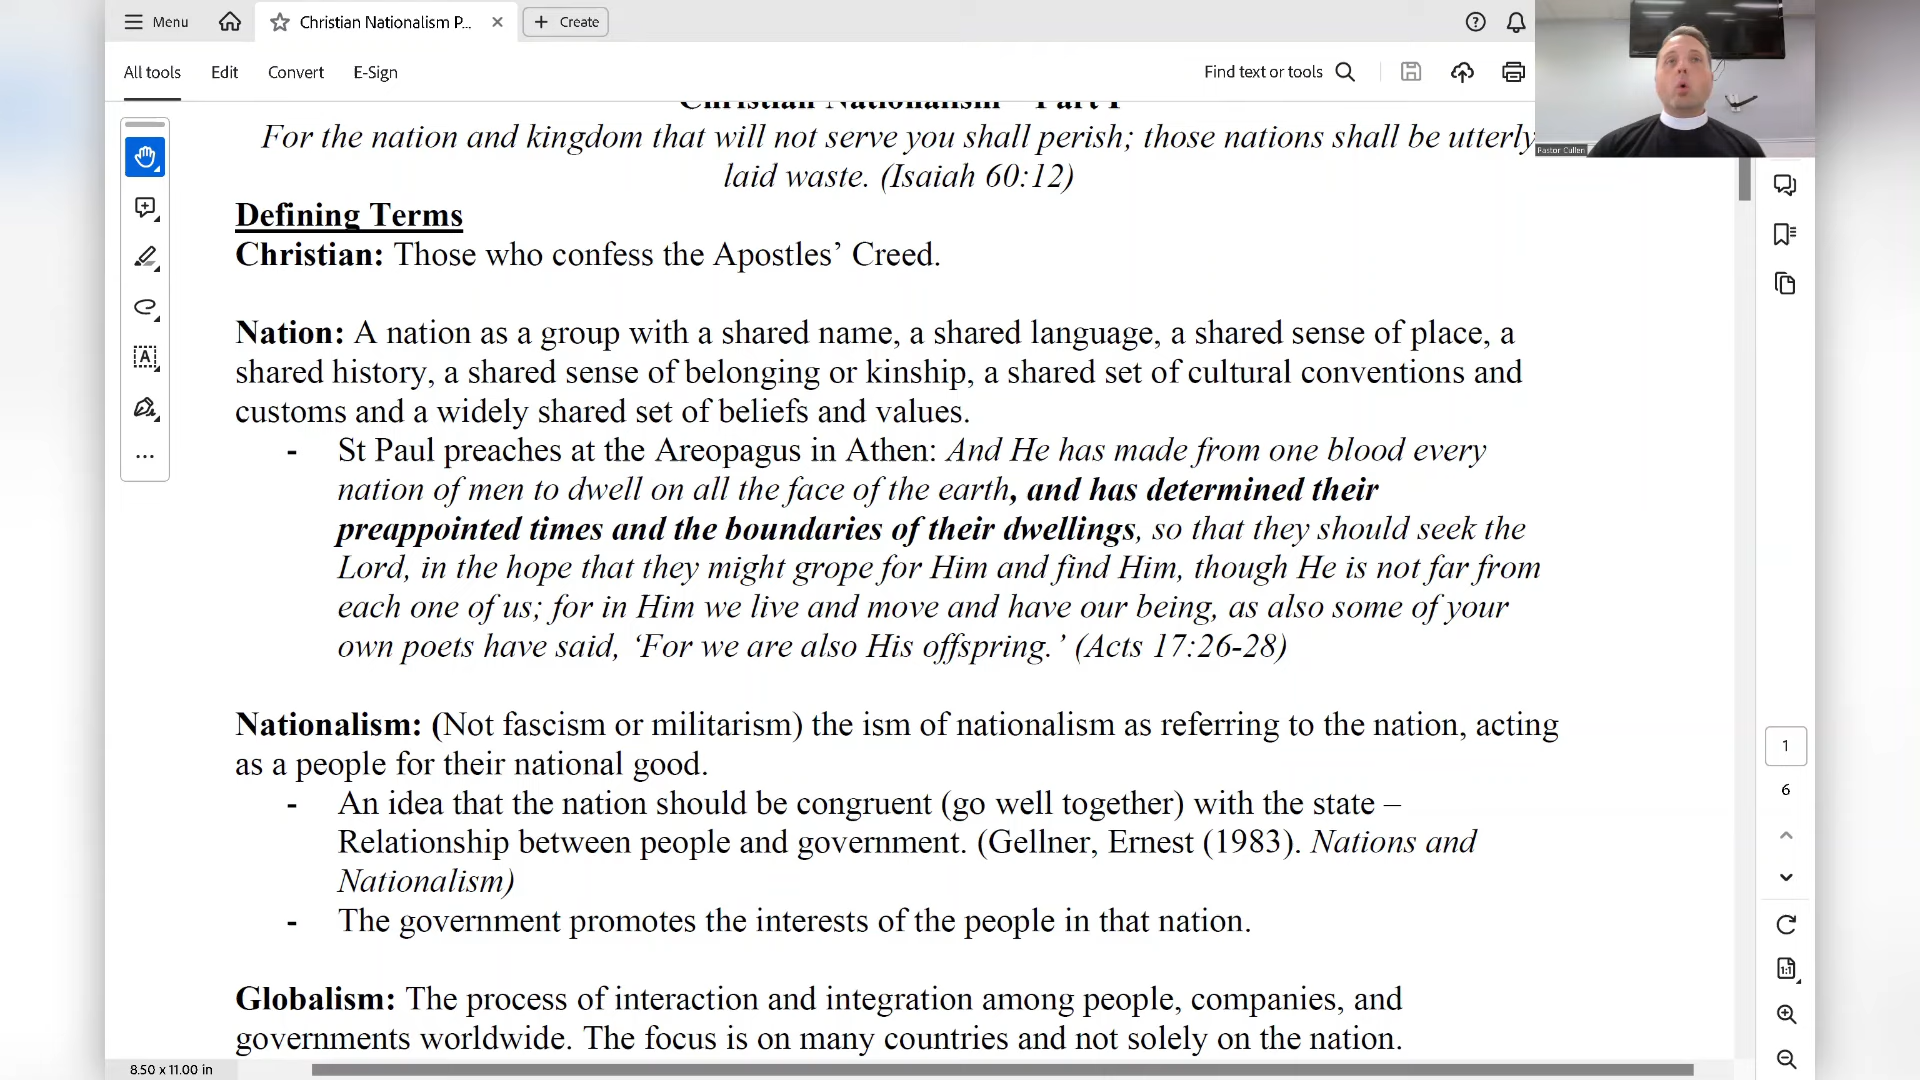 Menu
Christian Nationalism P...
Create
All tools
Edit
Convert
E-Sign
Find text or tools
Pastor Cullen
Christian Nationalism – Part 1
For the nation and kingdom that will not serve you shall perish; those nations shall be utterly
laid waste. (Isaiah 60:12)
Defining Terms
Christian: Those who confess the Apostles’ Creed.
Nation: A nation as a group with a shared name, a shared language, a shared sense of place, a
shared history, a shared sense of belonging or kinship, a shared set of cultural conventions and
customs and a widely shared set of beliefs and values.
- St Paul preaches at the Areopagus in Athen: And He has made from one blood every
nation of men to dwell on all the face of the earth, and has determined their
preappointed times and the boundaries of their dwellings, so that they should seek the
Lord, in the hope that they might grope for Him and find Him, though He is not far from
each one of us; for in Him we live and move and have our being, as also some of your
own poets have said, ‘For we are also His offspring.’ (Acts 17:26-28)
Nationalism: (Not fascism or militarism) the ism of nationalism as referring to the nation, acting
as a people for their national good.
- An idea that the nation should be congruent (go well together) with the state –
Relationship between people and government. (Gellner, Ernest (1983). Nations and
Nationalism)
- The government promotes the interests of the people in that nation.
Globalism: The process of interaction and integration among people, companies, and
governments worldwide. The focus is on many countries and not solely on the nation.
1
6
8.50 x 11.00 in